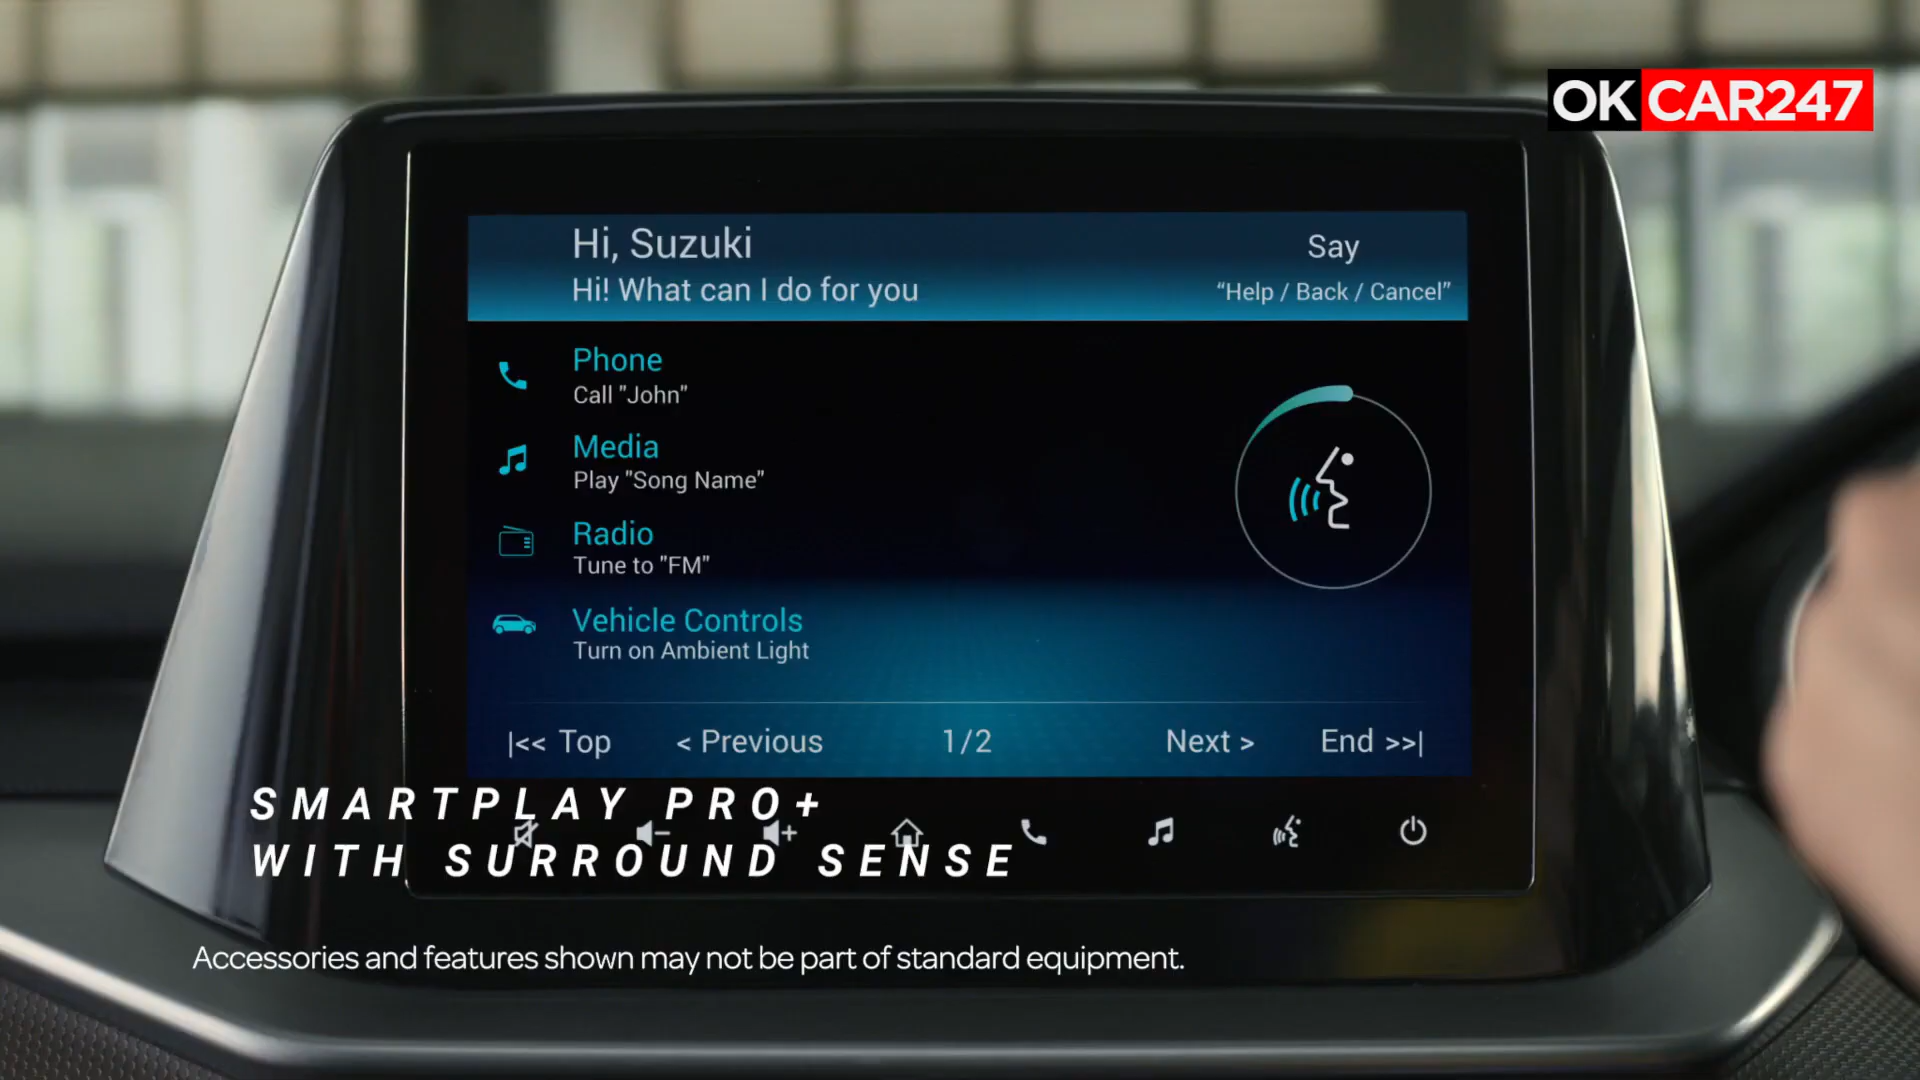 OKCAR247
Hi, Suzuki
Hi! What can I do for you
Say
“Help / Back / Cancel”
Phone
Call "John"
Media
Play "Song Name"
Radio
Tune to "FM"
Vehicle Controls
Turn on Ambient Light
|<< Top < Previous 1/2 Next > End >>|
SMARTPLAY PRO+
WITH SURROUND SENSE
Accessories and features shown may not be part of standard equipment.